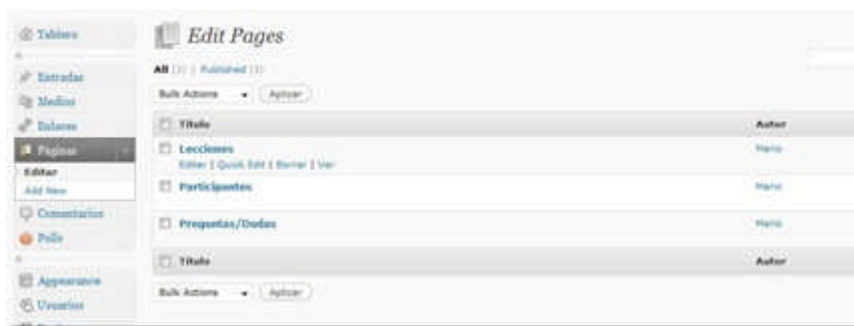 Tablero
Entradas
Medios
Enlaces
Páginas
Editar
Add New
Comentarios
Polls
Appearance
Usuarios
Edit Pages
All (3) | Published (3)
Bulk Actions Aplicar
Título Autor
Lecciones Mario
Editar | Quick Edit | Borrar | Ver
Participantes Mario
Preguntas/Dudas Mario
Título Autor
Bulk Actions Aplicar